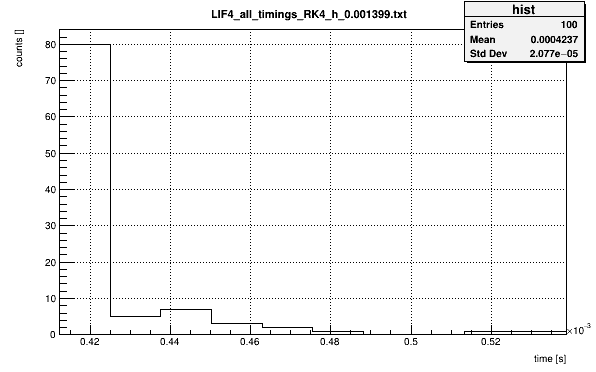 LIF4_all_timings_RK4_h_0.001399.txt
hist
Entries 100
Mean 0.0004237
Std Dev 2.077e−05
counts []
80
70
60
50
40
30
20
10
0
0.42 0.44 0.46 0.48 0.5 0.52
×10⁻³
time [s]